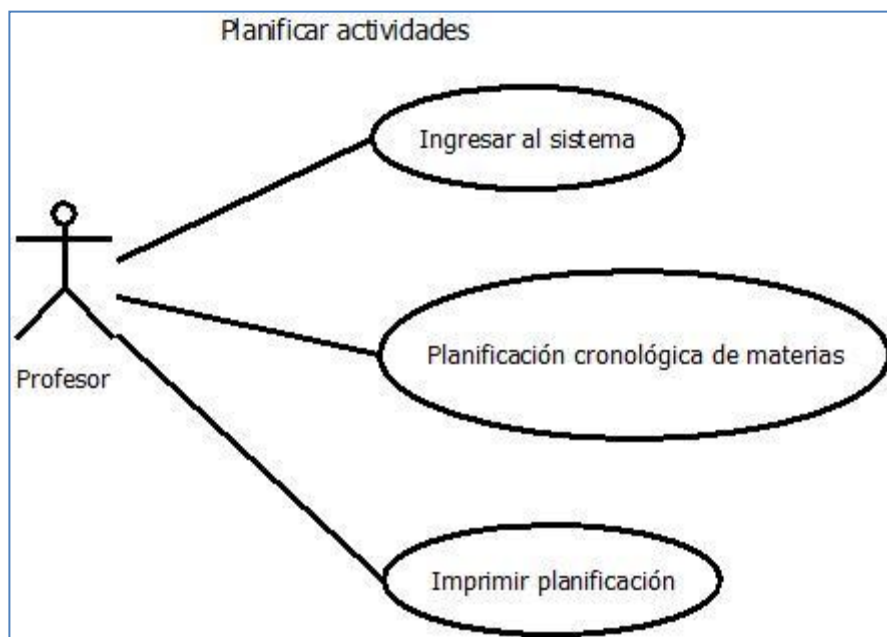 Planificar actividades
Ingresar al sistema
Planificación cronológica de materias
Profesor
Imprimir planificación